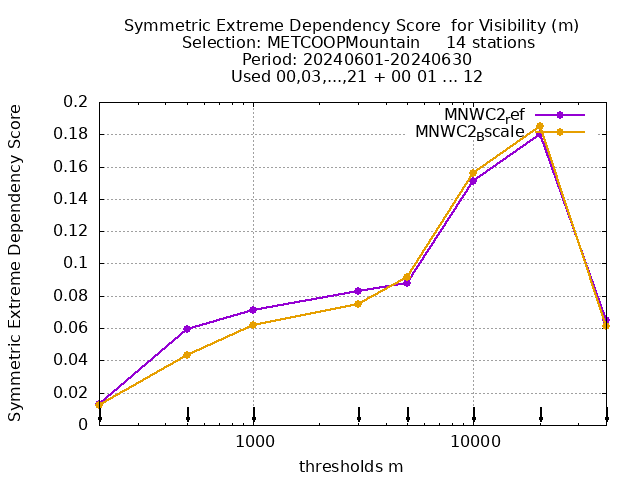 Symmetric Extreme Dependency Score  for Visibility (m)
Selection: METCOOPMountain     14 stations
Period: 20240601-20240630
Used 00,03,...,21 + 00 01 ... 12
Symmetric Extreme Dependency Score
0.2
0.18
0.16
0.14
0.12
0.1
0.08
0.06
0.04
0.02
0
MNWC2ref
MNWC2Bscale
1000 10000
thresholds m